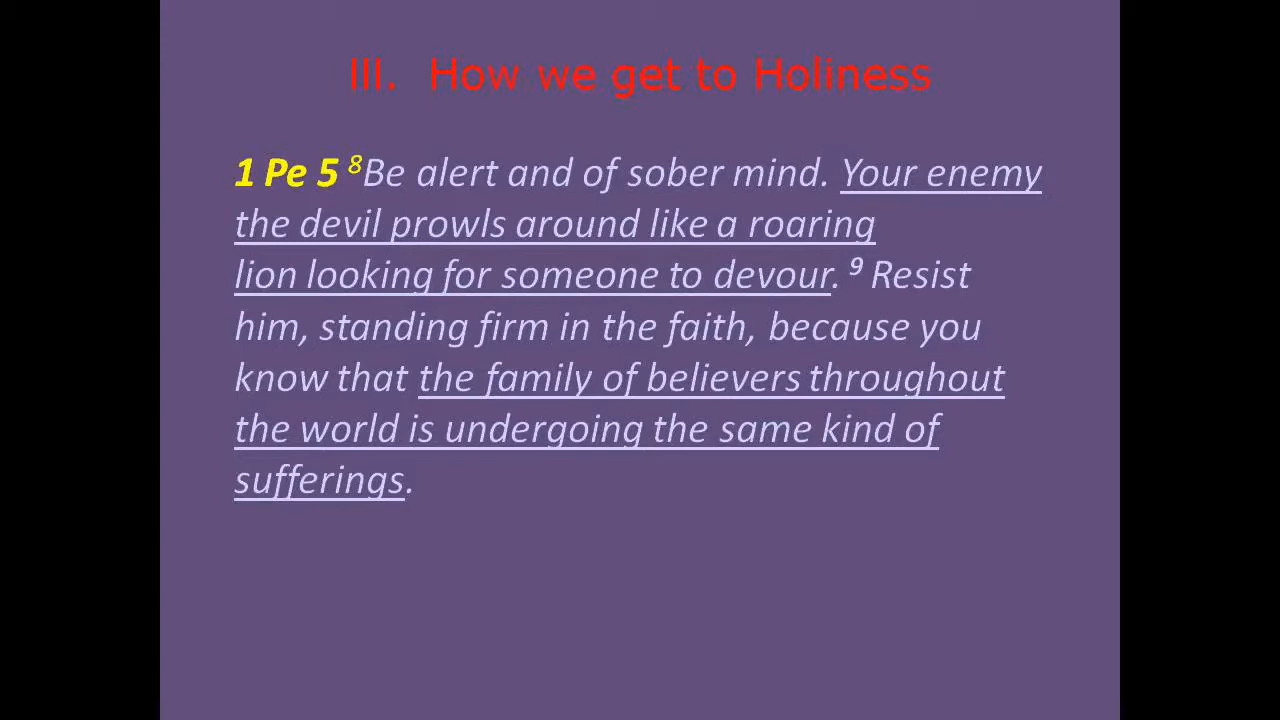 III. How we get to Holiness
1 Pe 5 8Be alert and of sober mind. Your enemy
the devil prowls around like a roaring
lion looking for someone to devour. 9 Resist
him, standing firm in the faith, because you
know that the family of believers throughout
the world is undergoing the same kind of
sufferings.